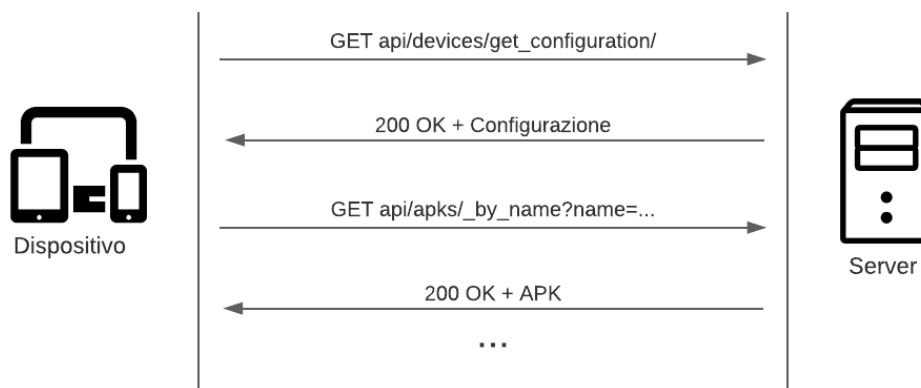 GET api/devices/get_configuration/
200 OK + Configurazione
GET api/apks/_by_name?name=...
Dispositivo
Server
200 OK + APK
...